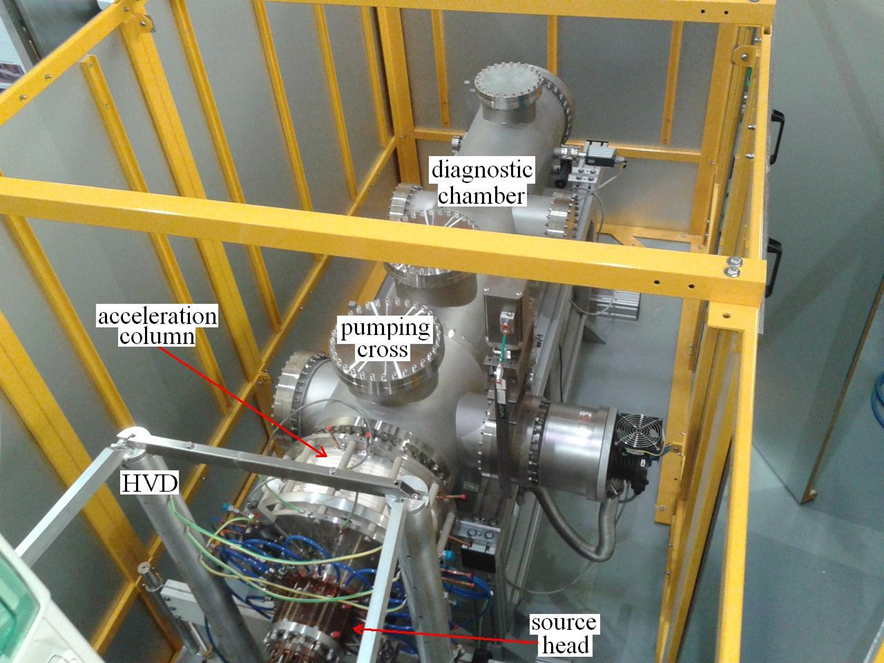 diagnostic
chamber
acceleration
column
pumping
cross
HVD
source
head